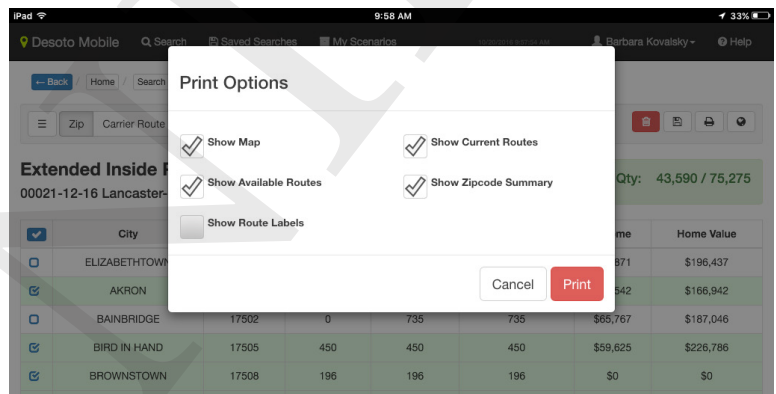 iPad 9:58 AM 33%
Desoto Mobile Search Saved Searches My Scenarios Barbara Kovalsky Help
← Back / Home / Search
Print Options
Zip Carrier Route
Show Map Show Current Routes
Extended Inside
Show Available Routes Show Zipcode Summary Qty: 43,590 / 75,275
00021-12-16 Lancaster-
Show Route Labels
City me Home Value
ELIZABETHTOWN 871 $196,437
Cancel Print
AKRON 542 $166,942
BAINBRIDGE 17502 0 735 735 $65,767 $187,046
BIRD IN HAND 17505 450 450 450 $59,625 $226,786
BROWNSTOWN 17508 196 196 196 $0 $0